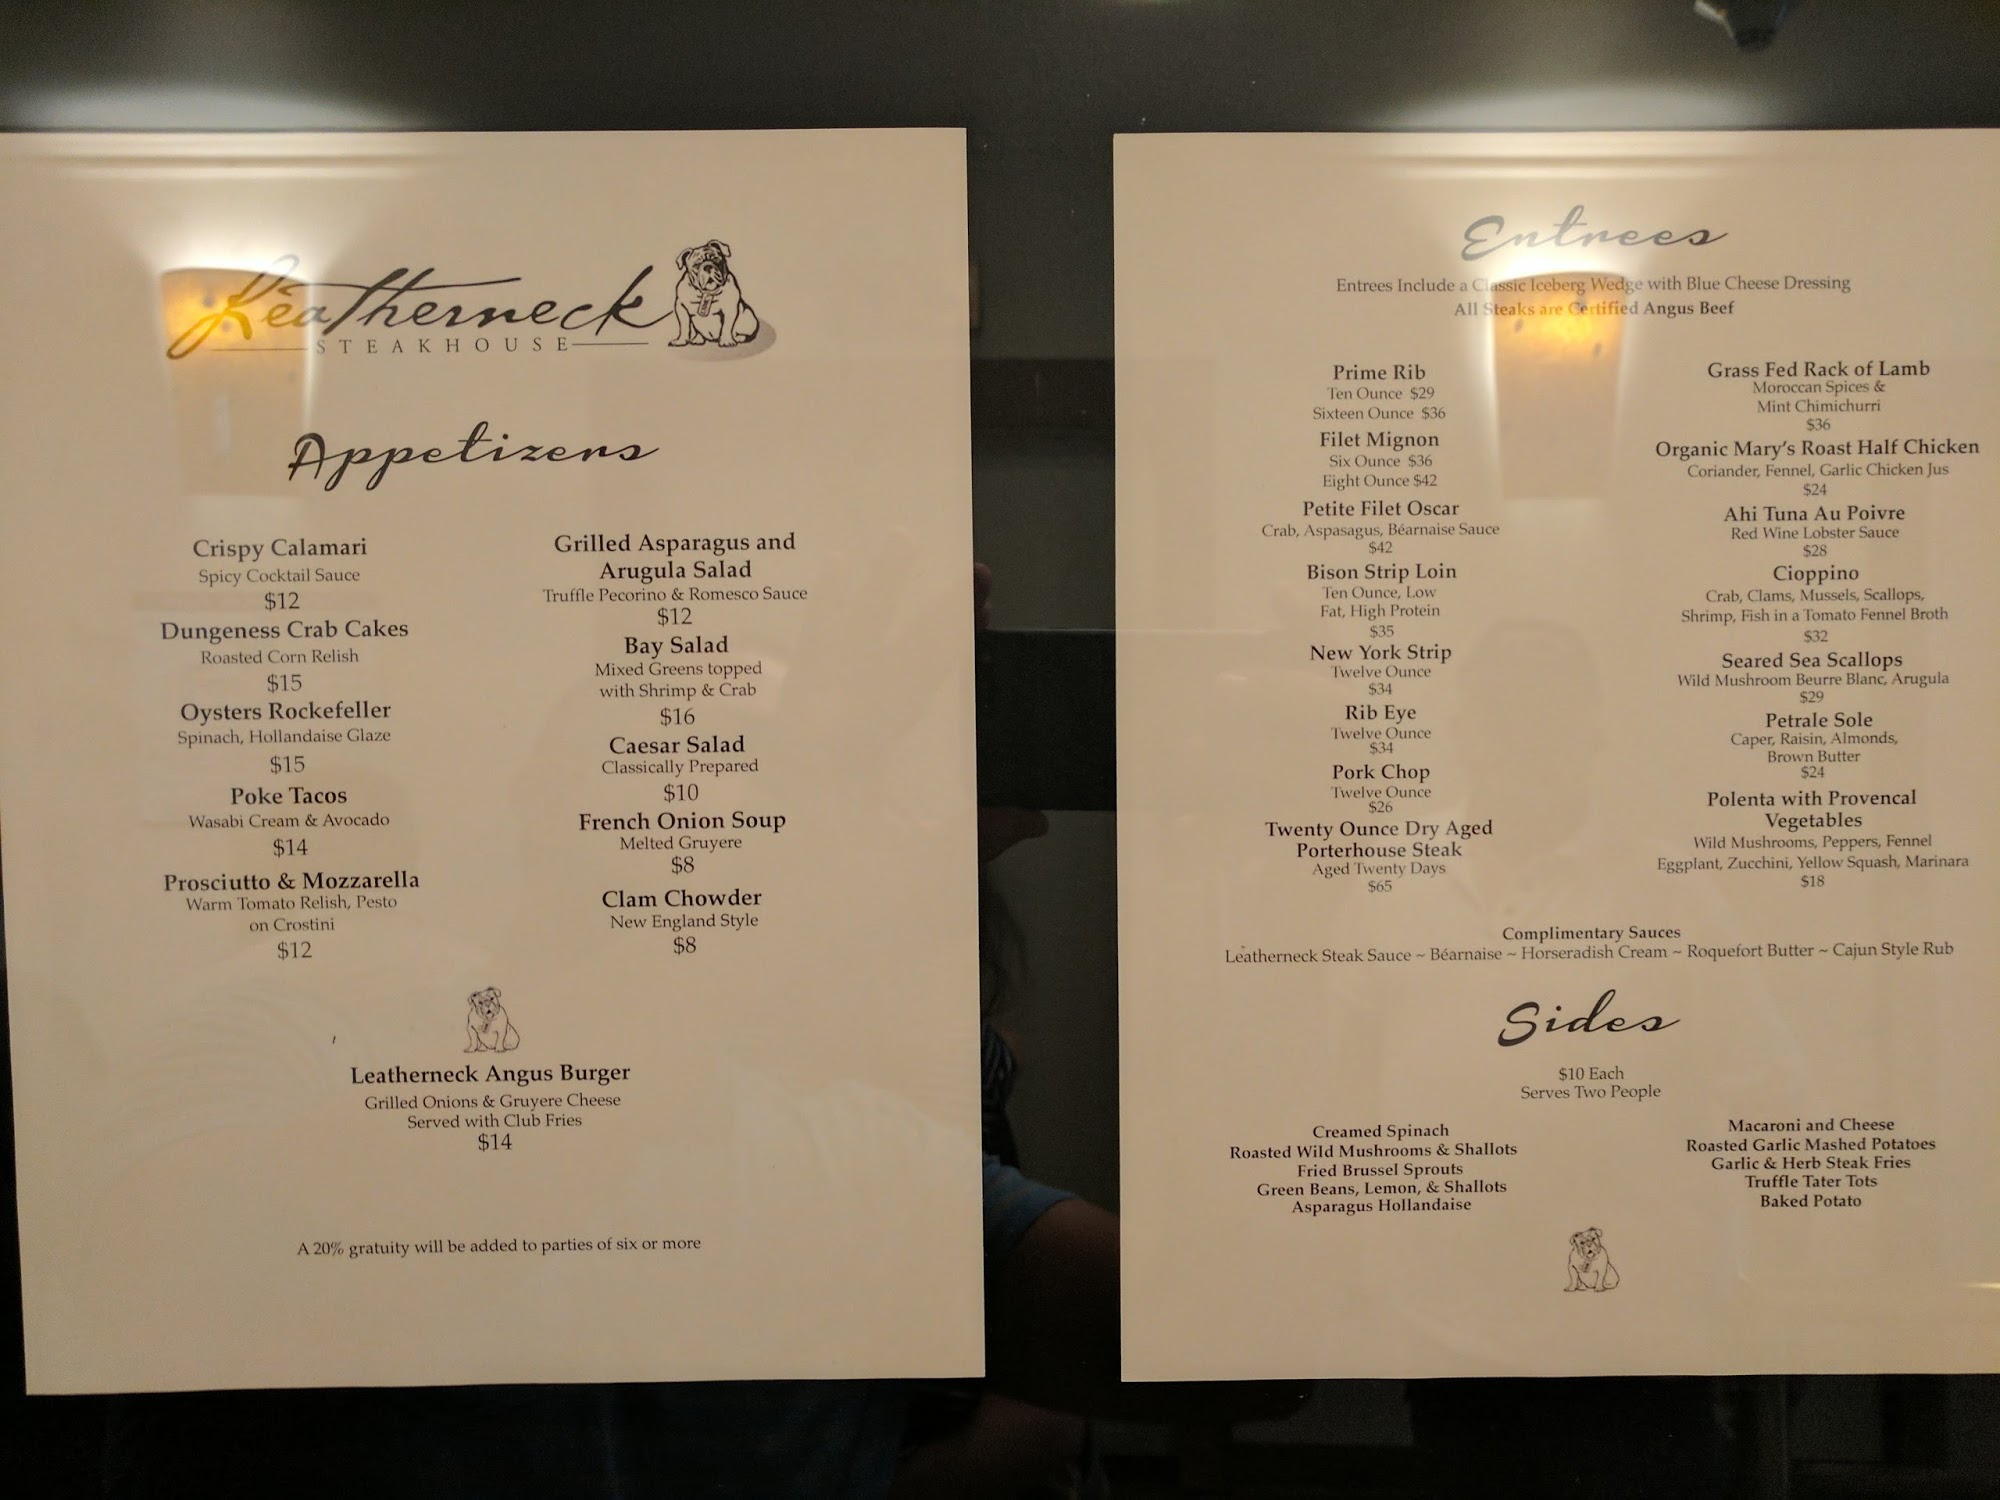 Leatherneck
STEAKHOUSE
Appetizers
Crispy Calamari
Spicy Cocktail Sauce
$12
Dungeness Crab Cakes
Roasted Corn Relish
$15
Oysters Rockefeller
Spinach, Hollandaise Glaze
$15
Poke Tacos
Wasabi Cream & Avocado
$14
Prosciutto & Mozzarella
Warm Tomato Relish, Pesto
on Crostini
$12
Grilled Asparagus and
Arugula Salad
Truffle Pecorino & Romesco Sauce
$12
Bay Salad
Mixed Greens topped
with Shrimp & Crab
$16
Caesar Salad
Classically Prepared
$10
French Onion Soup
Melted Gruyere
$8
Clam Chowder
New England Style
$8
Leatherneck Angus Burger
Grilled Onions & Gruyere Cheese
Served with Club Fries
$14
A 20% gratuity will be added to parties of six or more
Entrees
Entrees Include a Classic Iceberg Wedge with Blue Cheese Dressing
All Steaks are Certified Angus Beef
Prime Rib
Ten Ounce $29
Sixteen Ounce $36
Filet Mignon
Six Ounce $36
Eight Ounce $42
Petite Filet Oscar
Crab, Aspasagus, Béarnaise Sauce
$42
Bison Strip Loin
Ten Ounce, Low
Fat, High Protein
$35
New York Strip
Twelve Ounce
$34
Rib Eye
Twelve Ounce
$34
Pork Chop
Twelve Ounce
$26
Twenty Ounce Dry Aged
Porterhouse Steak
Aged Twenty Days
$65
Grass Fed Rack of Lamb
Moroccan Spices &
Mint Chimichurri
$36
Organic Mary's Roast Half Chicken
Coriander, Fennel, Garlic Chicken Jus
$24
Ahi Tuna Au Poivre
Red Wine Lobster Sauce
$28
Cioppino
Crab, Clams, Mussels, Scallops,
Shrimp, Fish in a Tomato Fennel Broth
$32
Seared Sea Scallops
Wild Mushroom Beurre Blanc, Arugula
$29
Petrale Sole
Caper, Raisin, Almonds,
Brown Butter
$24
Polenta with Provencal
Vegetables
Wild Mushrooms, Peppers, Fennel
Eggplant, Zucchini, Yellow Squash, Marinara
$18
Complimentary Sauces
Leatherneck Steak Sauce ~ Béarnaise ~ Horseradish Cream ~ Roquefort Butter ~ Cajun Style Rub
Sides
$10 Each
Serves Two People
Creamed Spinach
Roasted Wild Mushrooms & Shallots
Fried Brussel Sprouts
Green Beans, Lemon, & Shallots
Asparagus Hollandaise
Macaroni and Cheese
Roasted Garlic Mashed Potatoes
Garlic & Herb Steak Fries
Truffle Tater Tots
Baked Potato